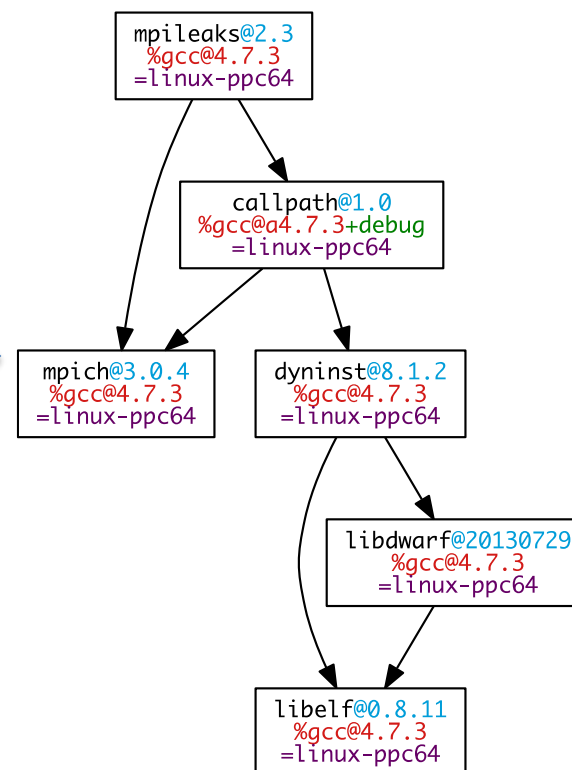 mpileaks@2.3
%gcc@4.7.3
=linux-ppc64
callpath@1.0
%gcc@a4.7.3+debug
=linux-ppc64
mpich@3.0.4
%gcc@4.7.3
=linux-ppc64
dyninst@8.1.2
%gcc@4.7.3
=linux-ppc64
libdwarf@20130729
%gcc@4.7.3
=linux-ppc64
libelf@0.8.11
%gcc@4.7.3
=linux-ppc64